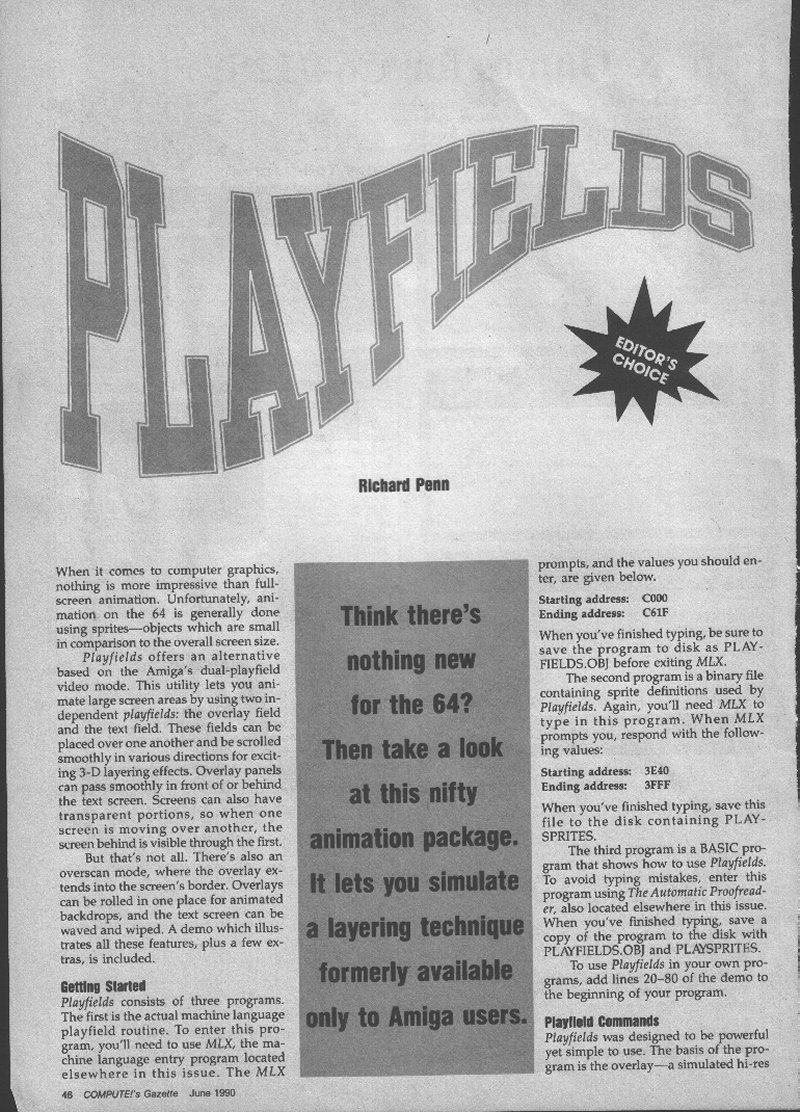 PLAYFIELDS
EDITOR'S
CHOICE
Richard Penn
When it comes to computer graphics,
nothing is more impressive than full-
screen animation. Unfortunately, ani-
mation on the 64 is generally done
using sprites—objects which are small
in comparison to the overall screen size.
Playfields offers an alternative
based on the Amiga's dual-playfield
video mode. This utility lets you ani-
mate large screen areas by using two in-
dependent playfields: the overlay field
and the text field. These fields can be
placed over one another and be scrolled
smoothly in various directions for excit-
ing 3-D layering effects. Overlay panels
can pass smoothly in front of or behind
the text screen. Screens can also have
transparent portions, so when one
screen is moving over another, the
screen behind is visible through the first.
But that's not all. There's also an
overscan mode, where the overlay ex-
tends into the screen's border. Overlays
can be rolled in one place for animated
backdrops, and the text screen can be
waved and wiped. A demo which illus-
trates all these features, plus a few ex-
tras, is included.
Getting Started
Playfields consists of three programs.
The first is the actual machine language
playfield routine. To enter this pro-
gram, you'll need to use MLX, the ma-
chine language entry program located
elsewhere in this issue. The MLX
Think there's
nothing new
for the 64?
Then take a look
at this nifty
animation package.
It lets you simulate
a layering technique
formerly available
only to Amiga users.
prompts, and the values you should en-
ter, are given below.
Starting address: C000
Ending address: C61F
When you've finished typing, be sure to
save the program to disk as PLAY-
FIELDS.OBJ before exiting MLX.
The second program is a binary file
containing sprite definitions used by
Playfields. Again, you'll need MLX to
type in this program. When MLX
prompts you, respond with the follow-
ing values:
Starting address: 3E40
Ending address: 3FFF
When you've finished typing, save this
file to the disk containing PLAY-
SPRITES.
The third program is a BASIC pro-
gram that shows how to use Playfields.
To avoid typing mistakes, enter this
program using The Automatic Proofread-
er, also located elsewhere in this issue.
When you've finished typing, save a
copy of the program to the disk with
PLAYFIELDS.OBJ and PLAYSPRITES.
To use Playfields in your own pro-
grams, add lines 20–80 of the demo to
the beginning of your program.
Playfield Commands
Playfields was designed to be powerful
yet simple to use. The basis of the pro-
gram is the overlay—a simulated hi-res
46 COMPUTE!'s Gazette June 1990